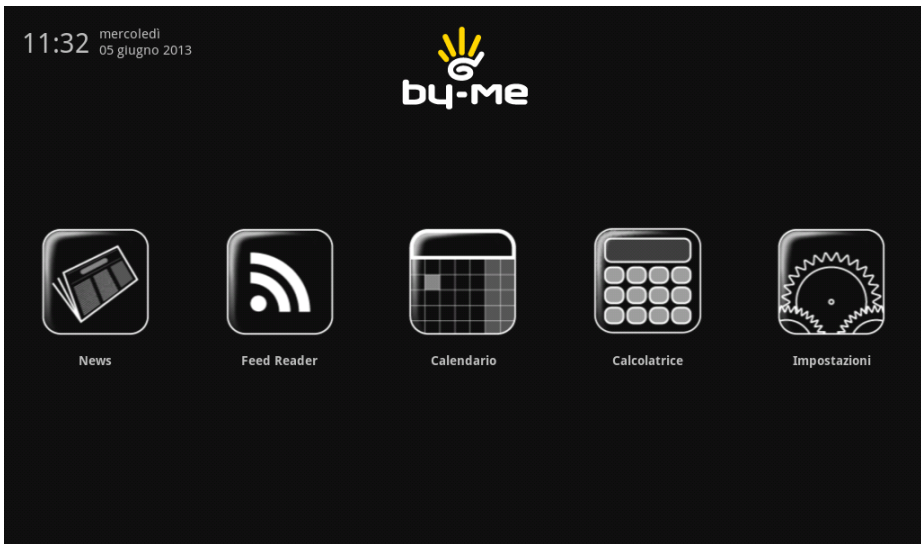 11:32
mercoledì
05 giugno 2013
by-me
News
Feed Reader
Calendario
Calcolatrice
Impostazioni